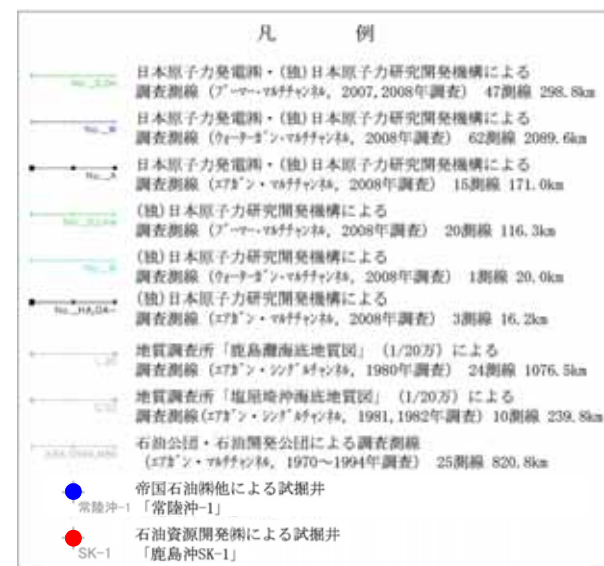 凡 例
日本原子力発電㈱・(独)日本原子力研究開発機構による
調査測線 (ブーマー・マルチチャンネル, 2007,2008年調査) 47測線 298.8km
日本原子力発電㈱・(独)日本原子力研究開発機構による
No._W
調査測線 (ウォーターガン・マルチチャンネル, 2008年調査) 62測線 2089.6km
日本原子力発電㈱・(独)日本原子力研究開発機構による
No._A
調査測線 (エアガン・マルチチャンネル, 2008年調査) 15測線 171.0km
(独)日本原子力研究開発機構による
調査測線 (ブーマー・マルチチャンネル, 2008年調査) 20測線 116.3km
(独)日本原子力研究開発機構による
調査測線 (ウォーターガン・マルチチャンネル, 2008年調査) 1測線 20.0km
(独)日本原子力研究開発機構による
調査測線 (エアガン・マルチチャンネル, 2008年調査) 3測線 16.2km
地質調査所「鹿島灘海底地質図」 (1/20万) による
調査測線 (エアガン・シングルチャンネル, 1980年調査) 24測線 1076.5km
地質調査所「塩屋埼沖海底地質図」 (1/20万) による
調査測線(エアガン・シングルチャンネル, 1981,1982年調査) 10測線 239.8km
石油公団・石油開発公団による調査測線
(エアガン・マルチチャンネル, 1970～1994年調査) 25測線 820.8km
帝国石油㈱他による試掘井
常陸沖-1 「常陸沖-1」
石油資源開発㈱による試掘井
SK-1 「鹿島沖SK-1」